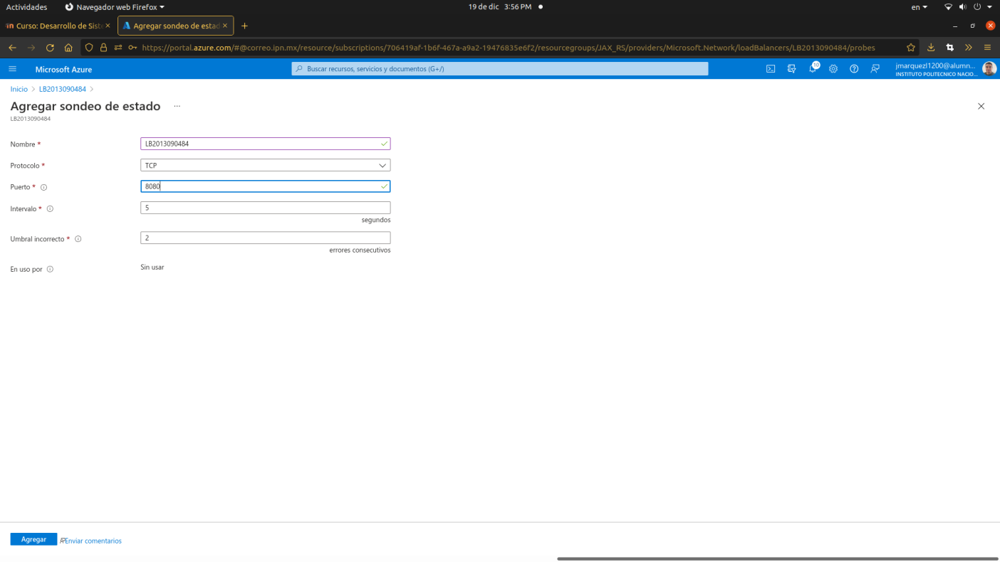 Actividades Navegador web Firefox 19 de dic 3:56 PM en
Curso: Desarrollo de Siste Agregar sondeo de estad
https://portal.azure.com/#@correo.ipn.mx/resource/subscriptions/706419af-1b6f-467a-a9a2-19476835e6f2/resourcegroups/JAX_RS/providers/Microsoft.Network/loadBalancers/LB2013090484/probes
Microsoft Azure Buscar recursos, servicios y documentos (G+/) 10 jmarquezl1200@alumn...
INSTITUTO POLITECNICO NACIO...
Inicio > LB2013090484 >
Agregar sondeo de estado ...
LB2013090484
Nombre * LB2013090484
Protocolo * TCP
Puerto * 8080
Intervalo * 5
segundos
Umbral incorrecto * 2
errores consecutivos
En uso por Sin usar
Agregar Enviar comentarios